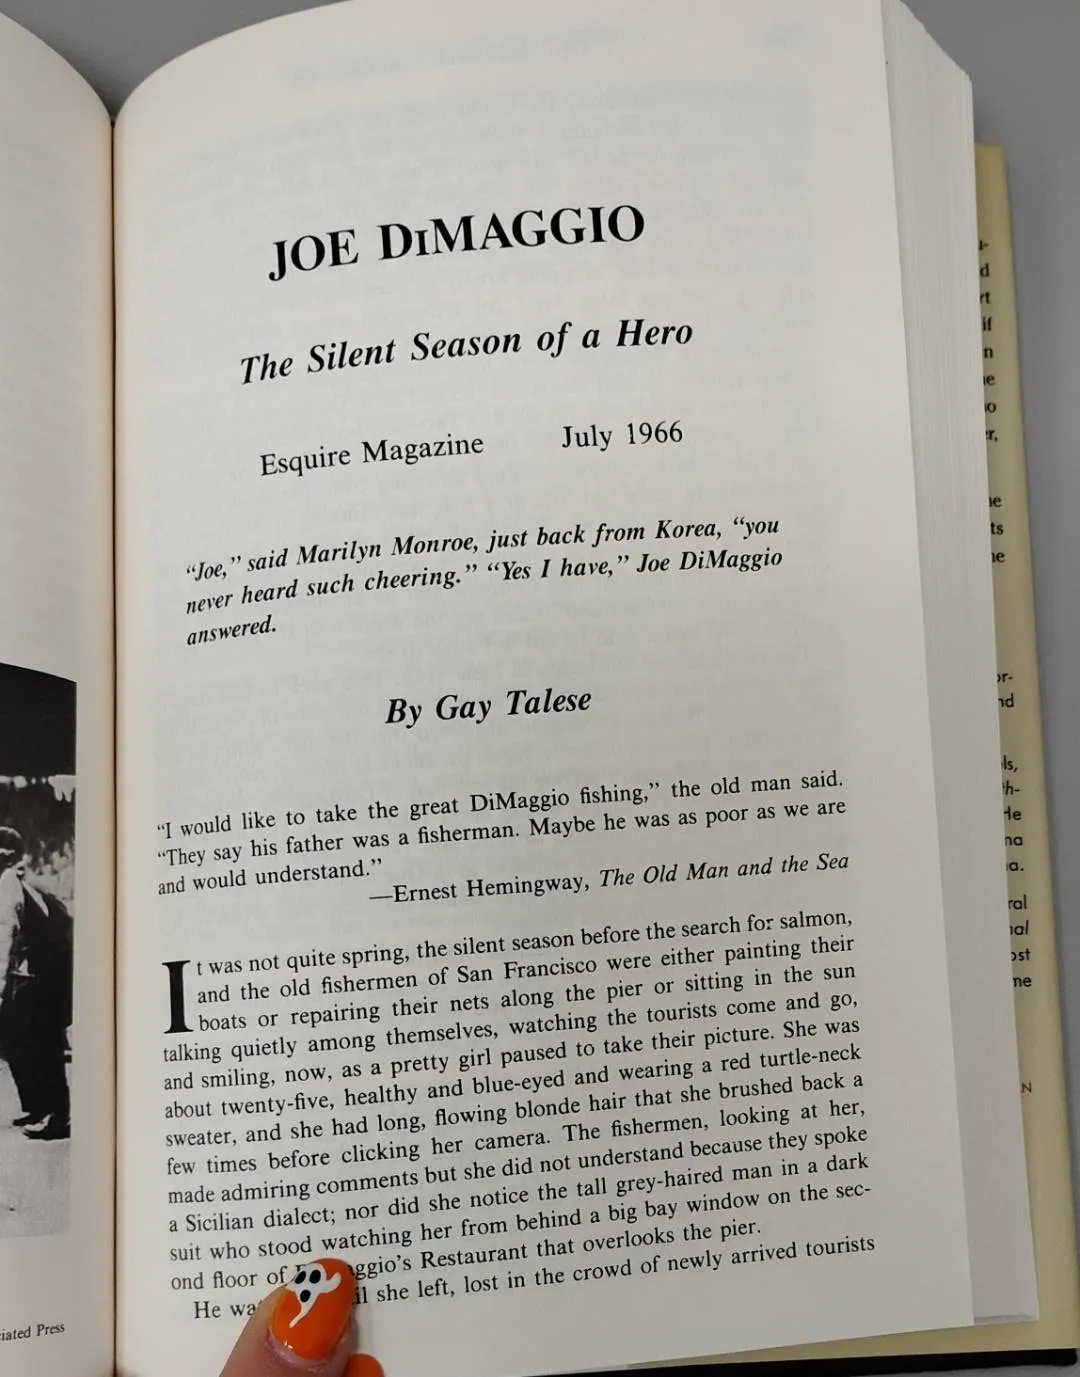 JOE DiMAGGIO
The Silent Season of a Hero
Esquire Magazine July 1966
“Joe,” said Marilyn Monroe, just back from Korea, “you
never heard such cheering.” “Yes I have,” Joe DiMaggio
answered.
By Gay Talese
“I would like to take the great DiMaggio fishing,” the old man said.
“They say his father was a fisherman. Maybe he was as poor as we are
and would understand.”
—Ernest Hemingway, The Old Man and the Sea
It was not quite spring, the silent season before the search for salmon,
and the old fishermen of San Francisco were either painting their
boats or repairing their nets along the pier or sitting in the sun
talking quietly among themselves, watching the tourists come and go,
and smiling, now, as a pretty girl paused to take their picture. She was
about twenty-five, healthy and blue-eyed and wearing a red turtle-neck
sweater, and she had long, flowing blonde hair that she brushed back a
few times before clicking her camera. The fishermen, looking at her,
made admiring comments but she did not understand because they spoke
a Sicilian dialect; nor did she notice the tall grey-haired man in a dark
suit who stood watching her from behind a big bay window on the sec-
ond floor of aggio’s Restaurant that overlooks the pier.
He she left, lost in the crowd of newly arrived tourists
Press